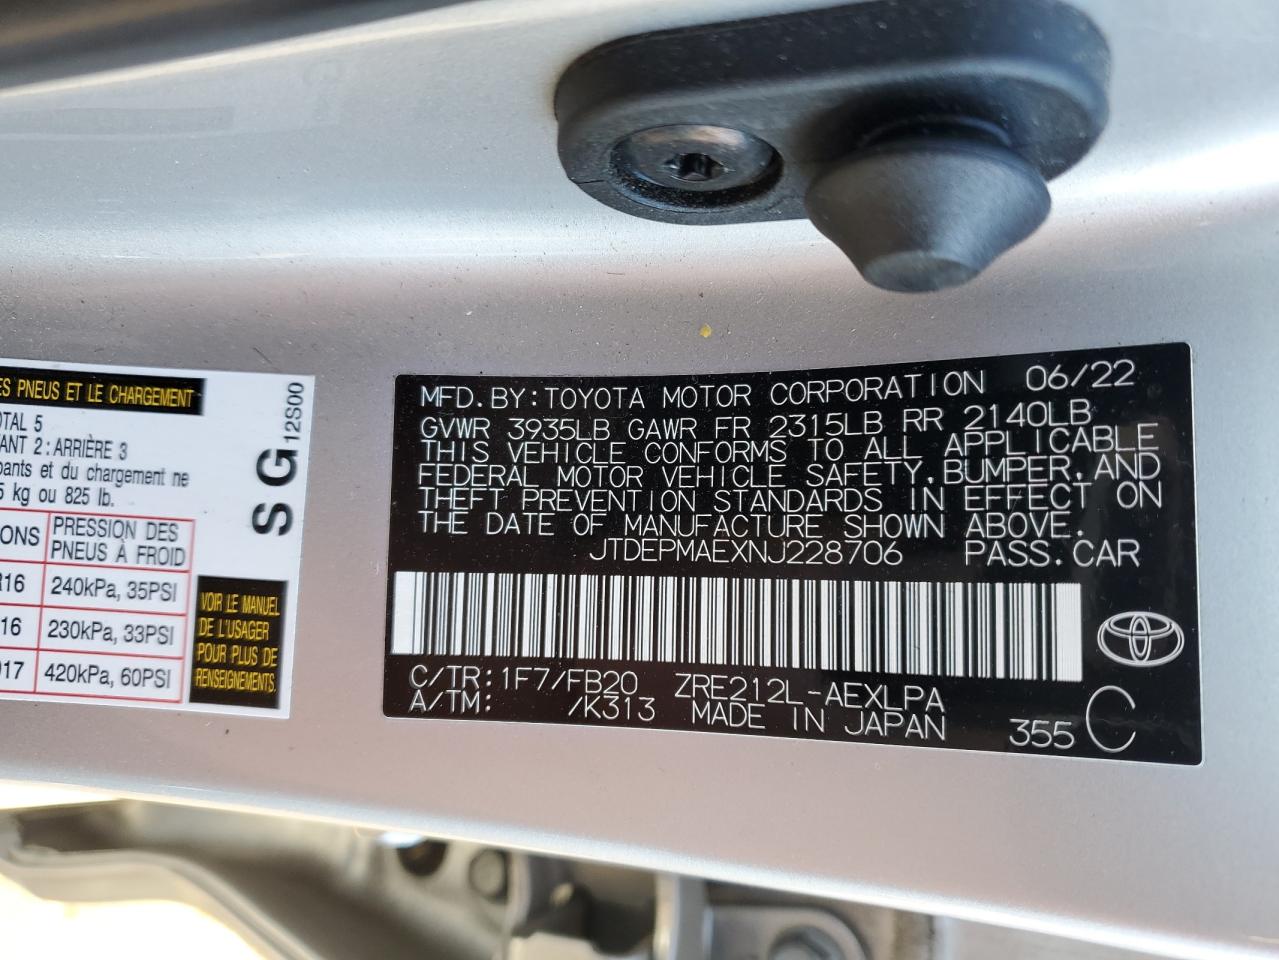 ES PNEUS ET LE CHARGEMENT
OTAL 5
ANT 2: ARRIÈRE 3
pants et du chargement ne
5 kg ou 825 lb.
ONS PRESSION DES
PNEUS À FROID
R16 240kPa, 35PSI
16 230kPa, 33PSI
D17 420kPa, 60PSI
SG12S00
VOIR LE MANUEL
DE L'USAGER
POUR PLUS DE
RENSEIGNEMENTS.
MFD.BY:TOYOTA MOTOR CORPORATION 06/22
GVWR 3935LB GAWR FR 2315LB RR 2140LB
THIS VEHICLE CONFORMS TO ALL APPLICABLE
FEDERAL MOTOR VEHICLE SAFETY,BUMPER,AND
THEFT PREVENTION STANDARDS IN EFFECT ON
THE DATE OF MANUFACTURE SHOWN ABOVE.
JTDEPMAEXNJ228706 PASS.CAR
C/TR:1F7/FB20 ZRE212L-AEXLPA
A/TM: /K313 MADE IN JAPAN 355 C